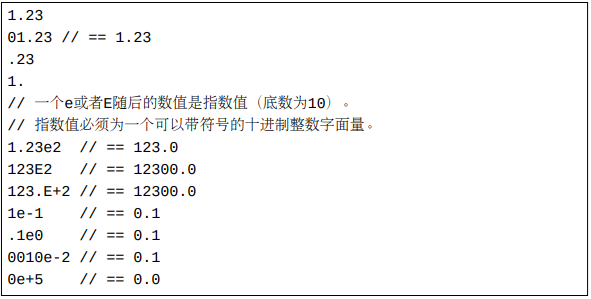 1.23
01.23 // == 1.23
.23
1.
// 一个e或者E随后的数值是指数值（底数为10）。
// 指数值必须为一个可以带符号的十进制整数字面量。
1.23e2  // == 123.0
123E2   // == 12300.0
123.E+2 // == 12300.0
1e-1    // == 0.1
.1e0    // == 0.1
0010e-2 // == 0.1
0e+5    // == 0.0